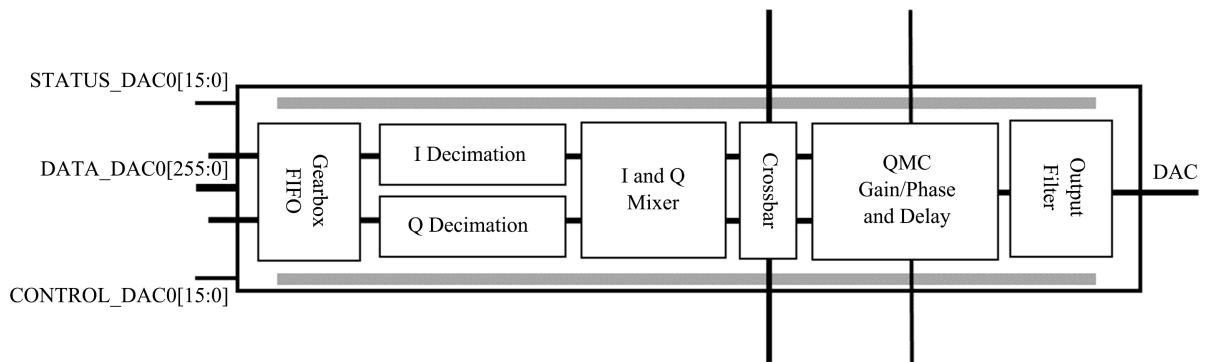 STATUS_DAC0[15:0]
DATA_DAC0[255:0]
CONTROL_DAC0[15:0]
Gearbox
FIFO
I Decimation
Q Decimation
I and Q
Mixer
Crossbar
QMC
Gain/Phase
and Delay
Output
Filter
DAC